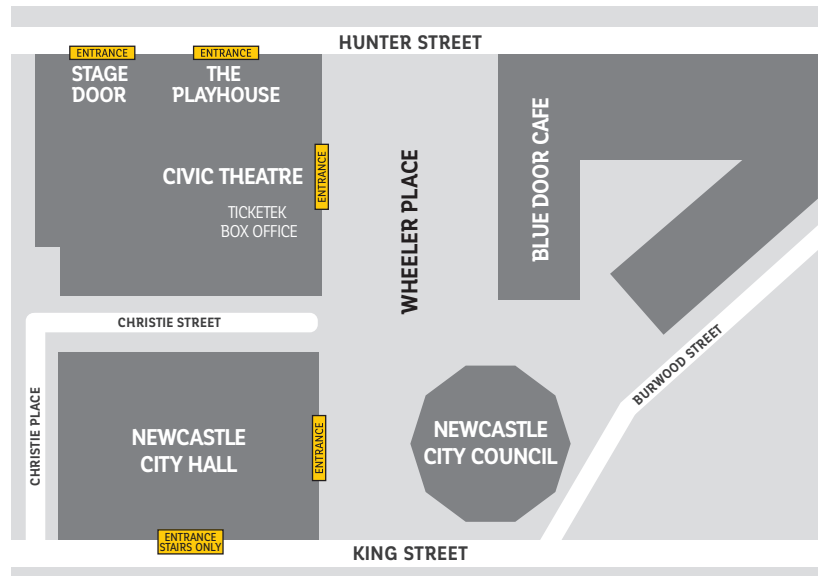 HUNTER STREET
ENTRANCE
ENTRANCE
STAGE
DOOR
THE
PLAYHOUSE
CIVIC THEATRE
ENTRANCE
TICKETEK
BOX OFFICE
WHEELER PLACE
BLUE DOOR CAFE
CHRISTIE STREET
BURWOOD STREET
CHRISTIE PLACE
NEWCASTLE
CITY HALL
ENTRANCE
NEWCASTLE
CITY COUNCIL
ENTRANCE
STAIRS ONLY
KING STREET